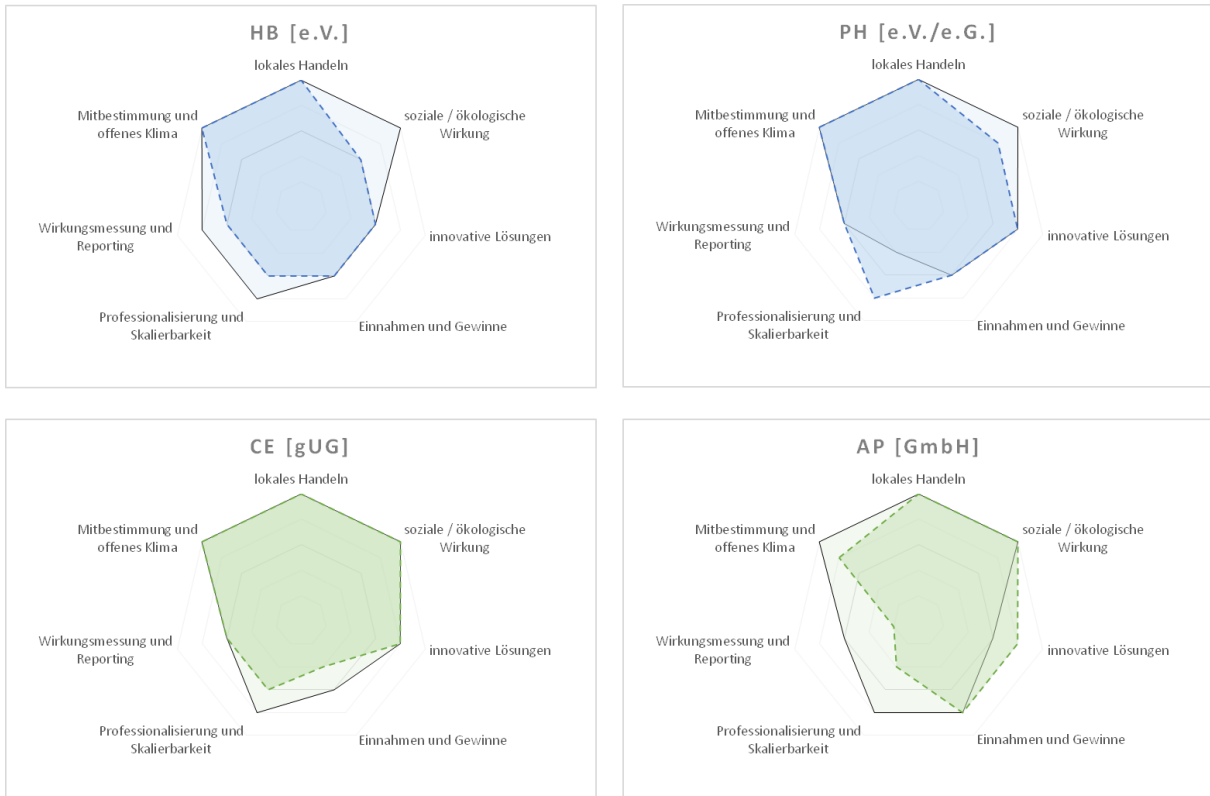 HB [e.V.]
lokales Handeln
soziale / ökologische
Wirkung
innovative Lösungen
Einnahmen und Gewinne
Professionalisierung und
Skalierbarkeit
Wirkungsmessung und
Reporting
Mitbestimmung und
offenes Klima
PH [e.V./e.G.]
lokales Handeln
soziale / ökologische
Wirkung
innovative Lösungen
Einnahmen und Gewinne
Professionalisierung und
Skalierbarkeit
Wirkungsmessung und
Reporting
Mitbestimmung und
offenes Klima
CE [gUG]
lokales Handeln
soziale / ökologische
Wirkung
innovative Lösungen
Einnahmen und Gewinne
Professionalisierung und
Skalierbarkeit
Wirkungsmessung und
Reporting
Mitbestimmung und
offenes Klima
AP [GmbH]
lokales Handeln
soziale / ökologische
Wirkung
innovative Lösungen
Einnahmen und Gewinne
Professionalisierung und
Skalierbarkeit
Wirkungsmessung und
Reporting
Mitbestimmung und
offenes Klima